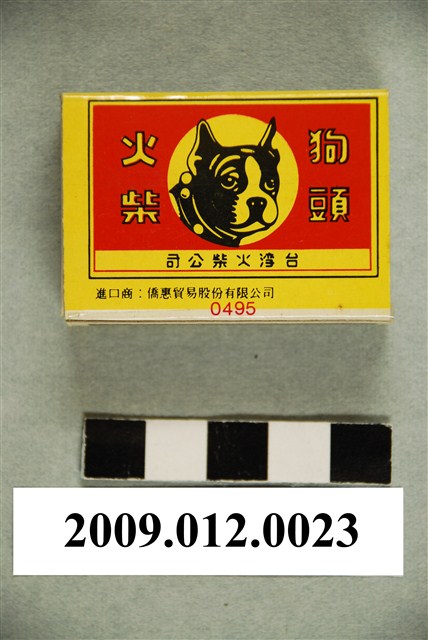 狗頭
火柴
台湾火柴公司
進口商：僑惠貿易股份有限公司
0495
2009.012.0023